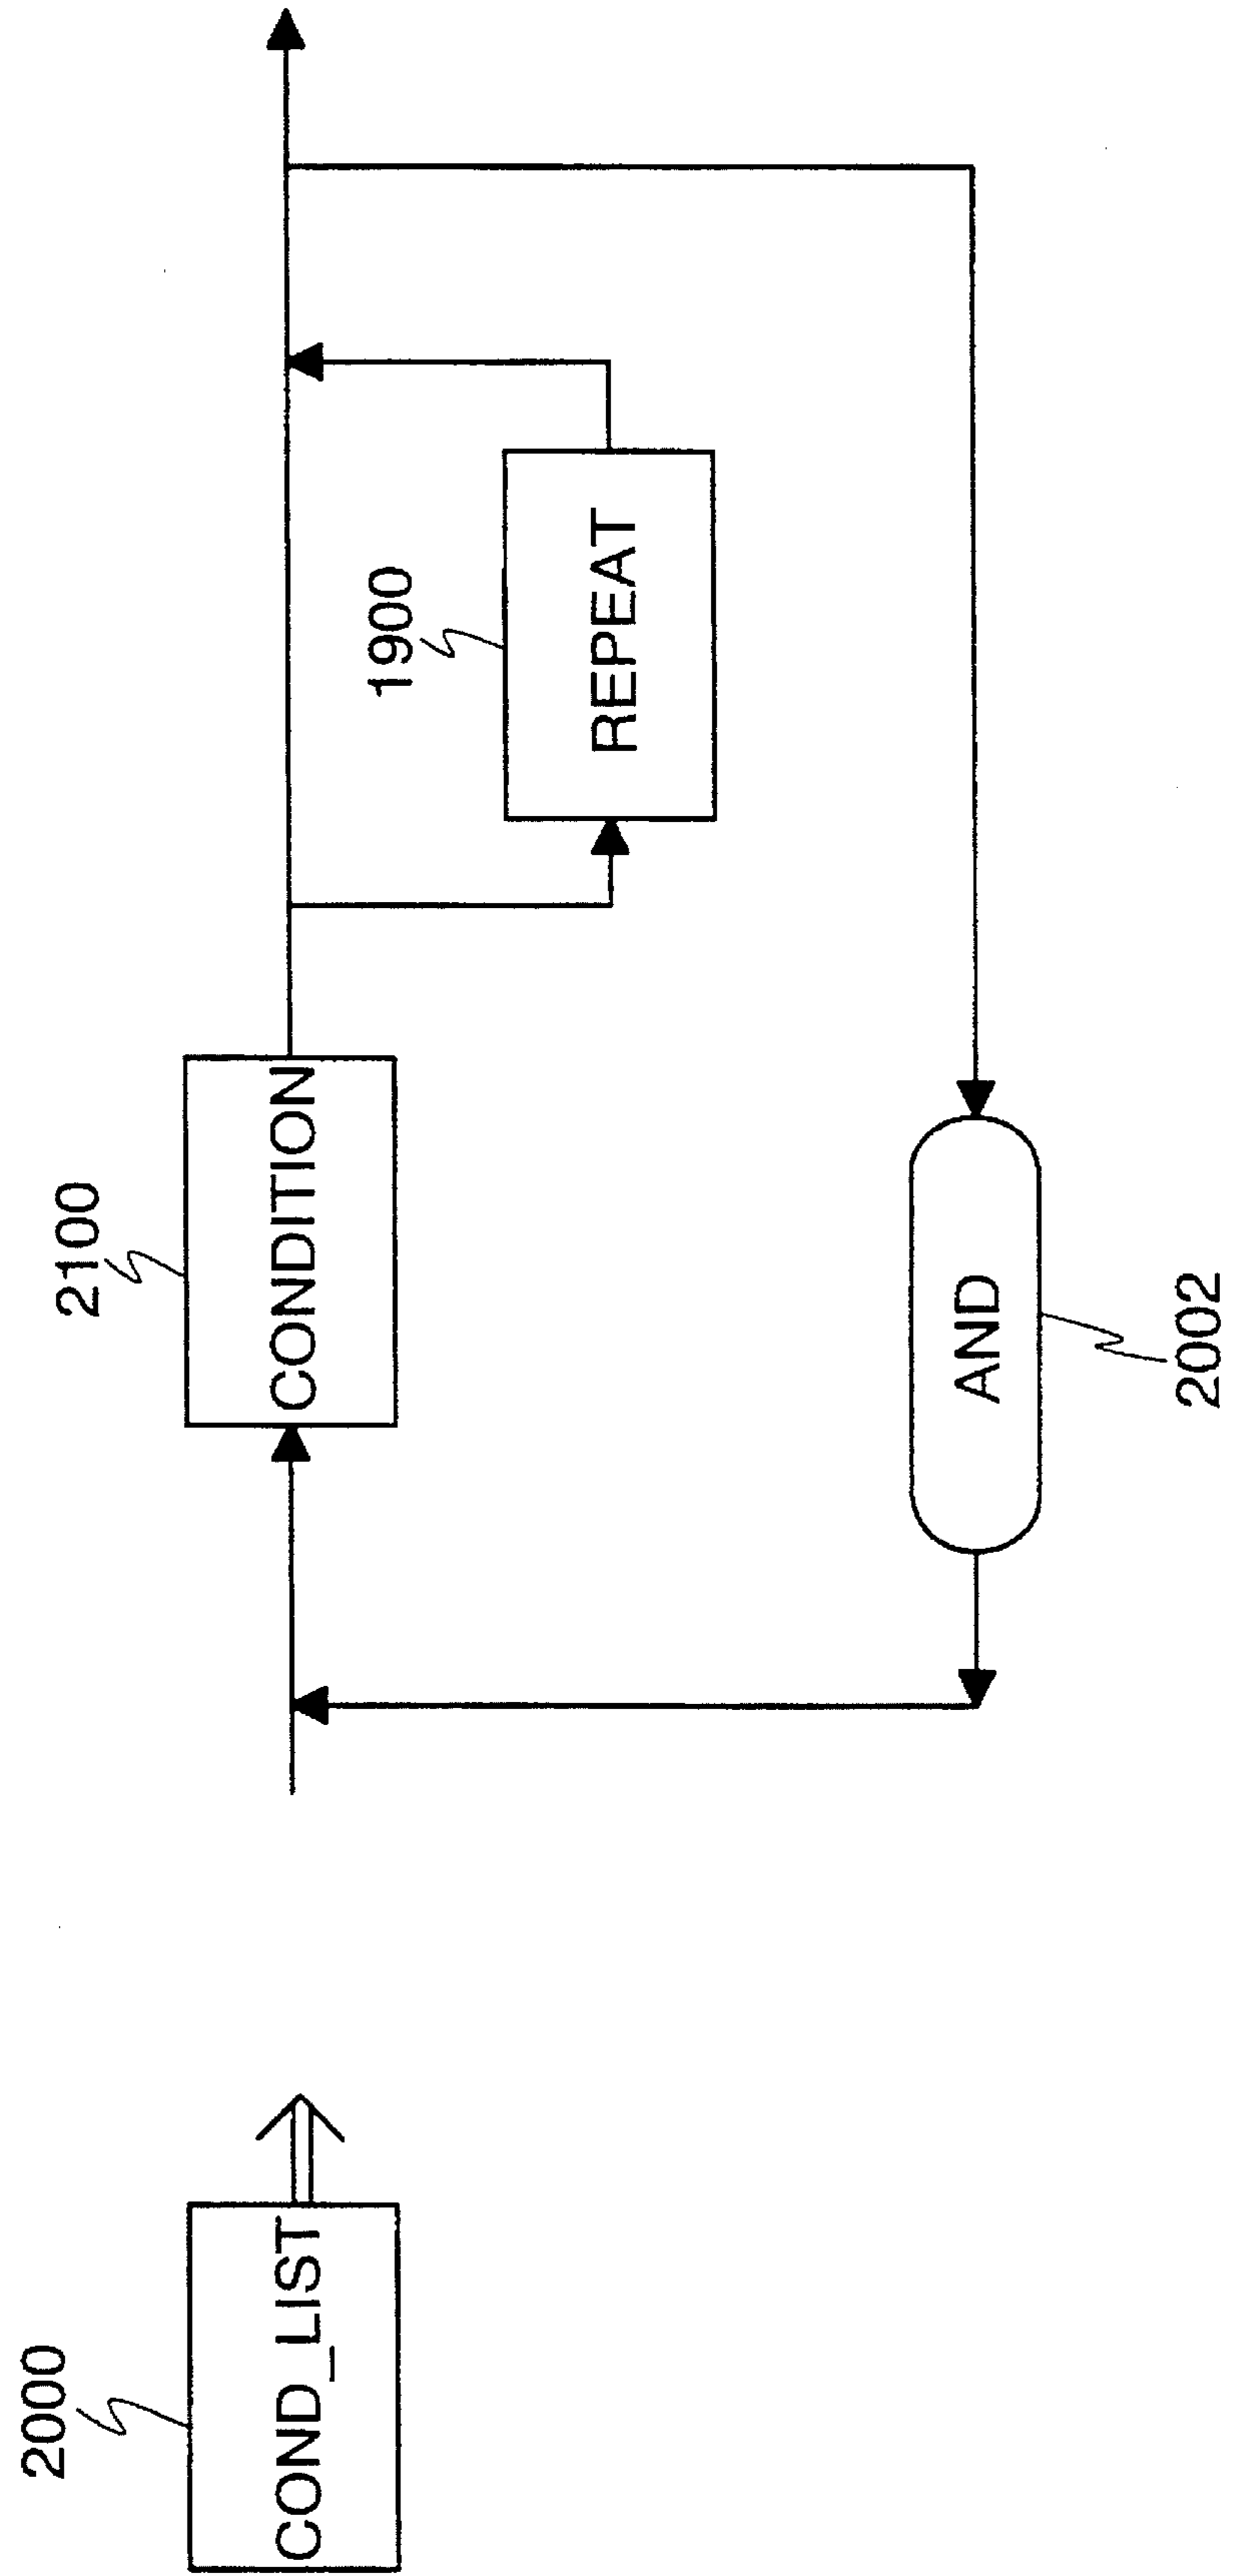 2000
COND_LIST
2100
CONDITION
1900
REPEAT
AND
2002